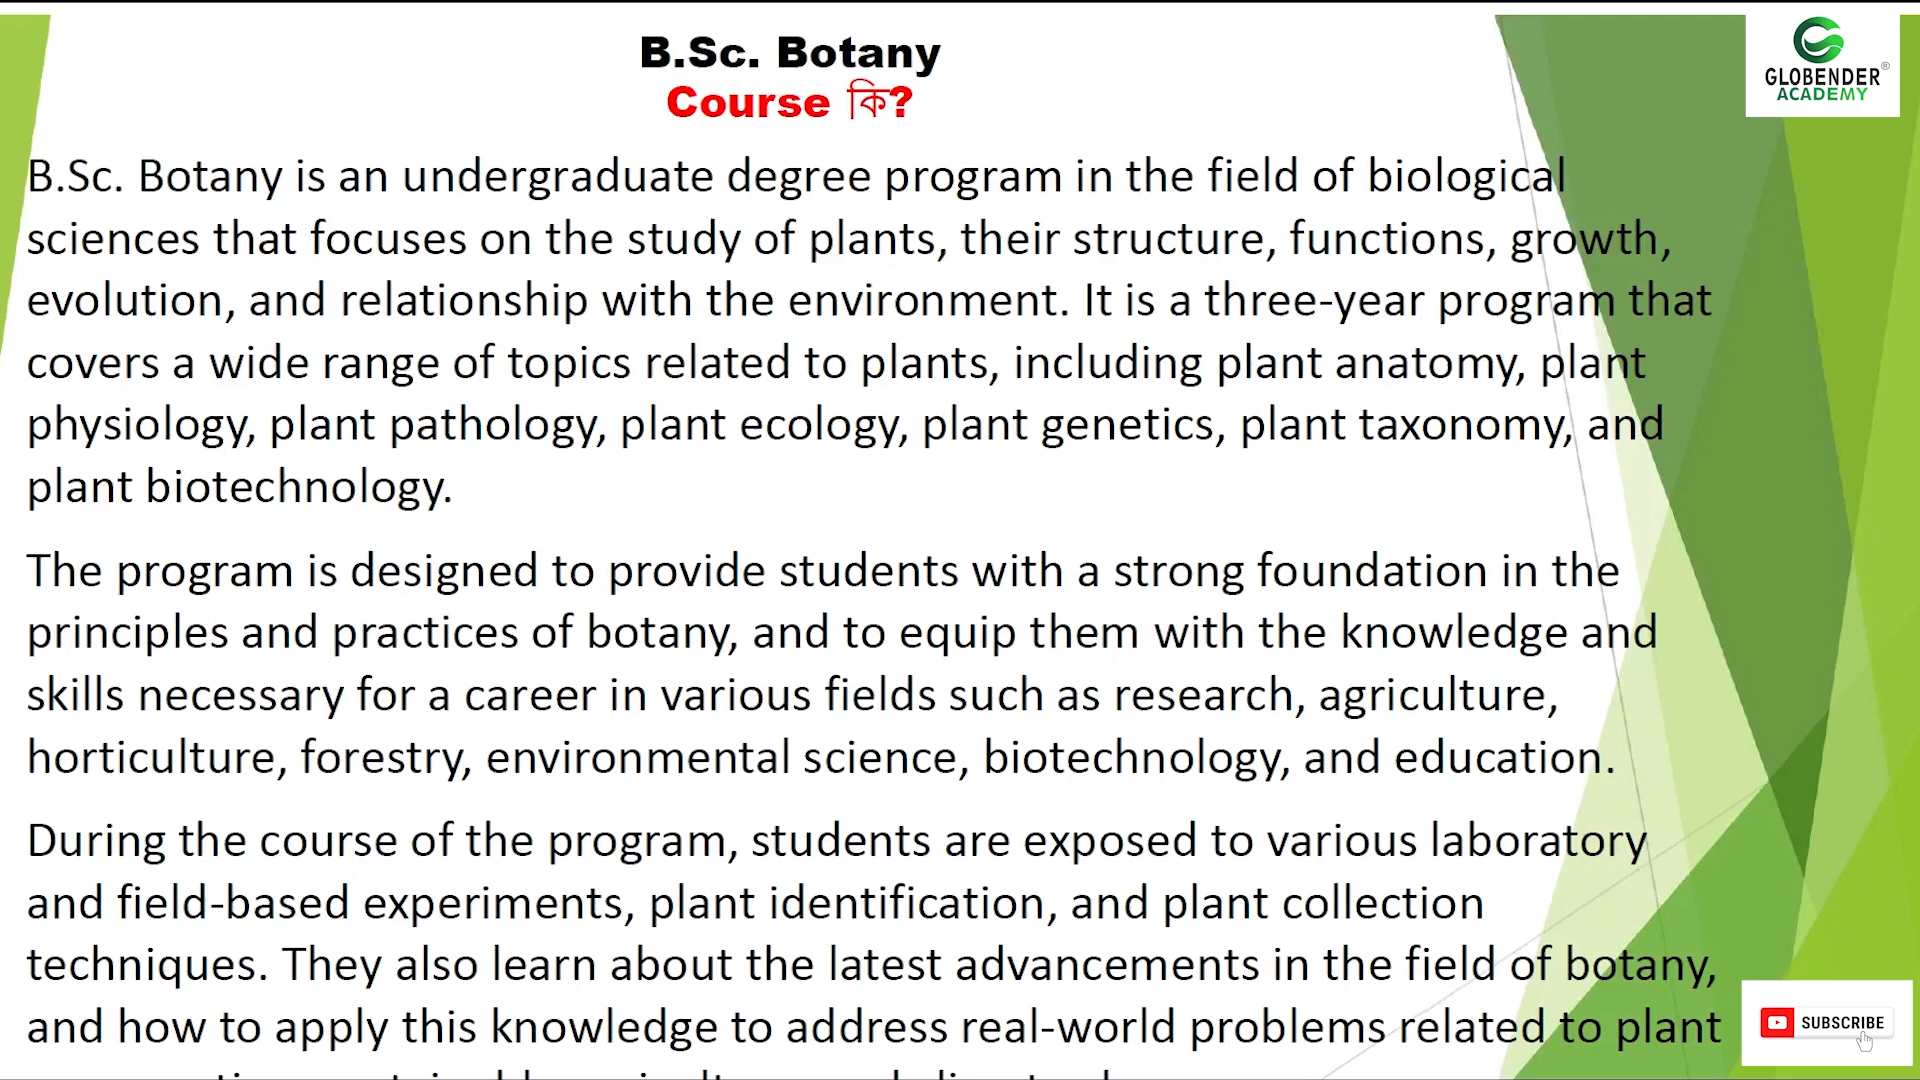 B.Sc. Botany
Course কি?
GLOBENDER®
ACADEMY
B.Sc. Botany is an undergraduate degree program in the field of biological
sciences that focuses on the study of plants, their structure, functions, growth,
evolution, and relationship with the environment. It is a three-year program that
covers a wide range of topics related to plants, including plant anatomy, plant
physiology, plant pathology, plant ecology, plant genetics, plant taxonomy, and
plant biotechnology.
The program is designed to provide students with a strong foundation in the
principles and practices of botany, and to equip them with the knowledge and
skills necessary for a career in various fields such as research, agriculture,
horticulture, forestry, environmental science, biotechnology, and education.
During the course of the program, students are exposed to various laboratory
and field-based experiments, plant identification, and plant collection
techniques. They also learn about the latest advancements in the field of botany,
and how to apply this knowledge to address real-world problems related to plant
SUBSCRIBE